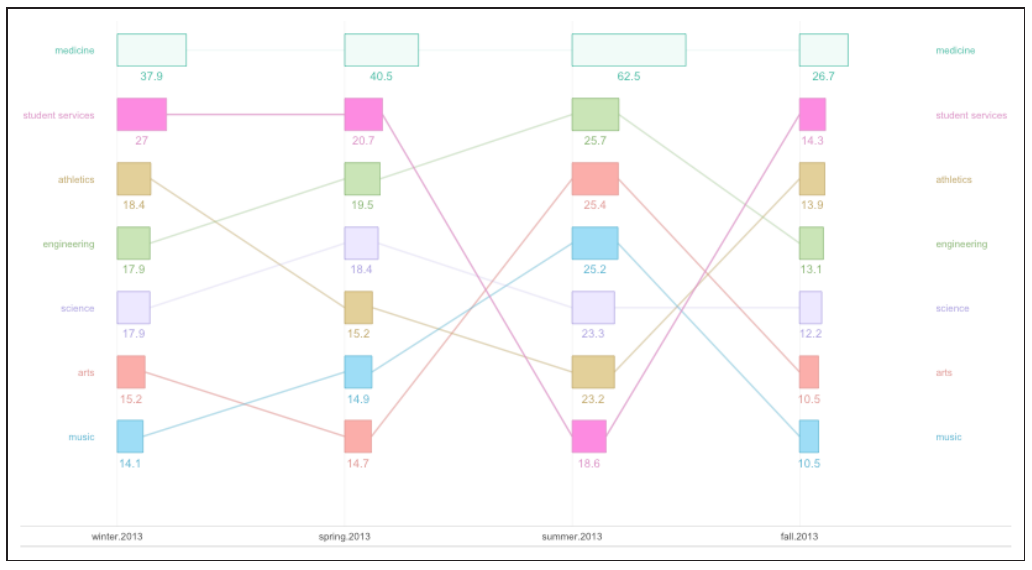 medicine medicine
37.9 40.5 62.5 26.7
student services student services
27 20.7 25.7 14.3
athletics athletics
18.4 19.5 25.4 13.9
engineering engineering
17.9 18.4 25.2 13.1
science science
17.9 15.2 23.3 12.2
arts arts
15.2 14.9 23.2 10.5
music music
14.1 14.7 18.6 10.5
winter.2013 spring.2013 summer.2013 fall.2013